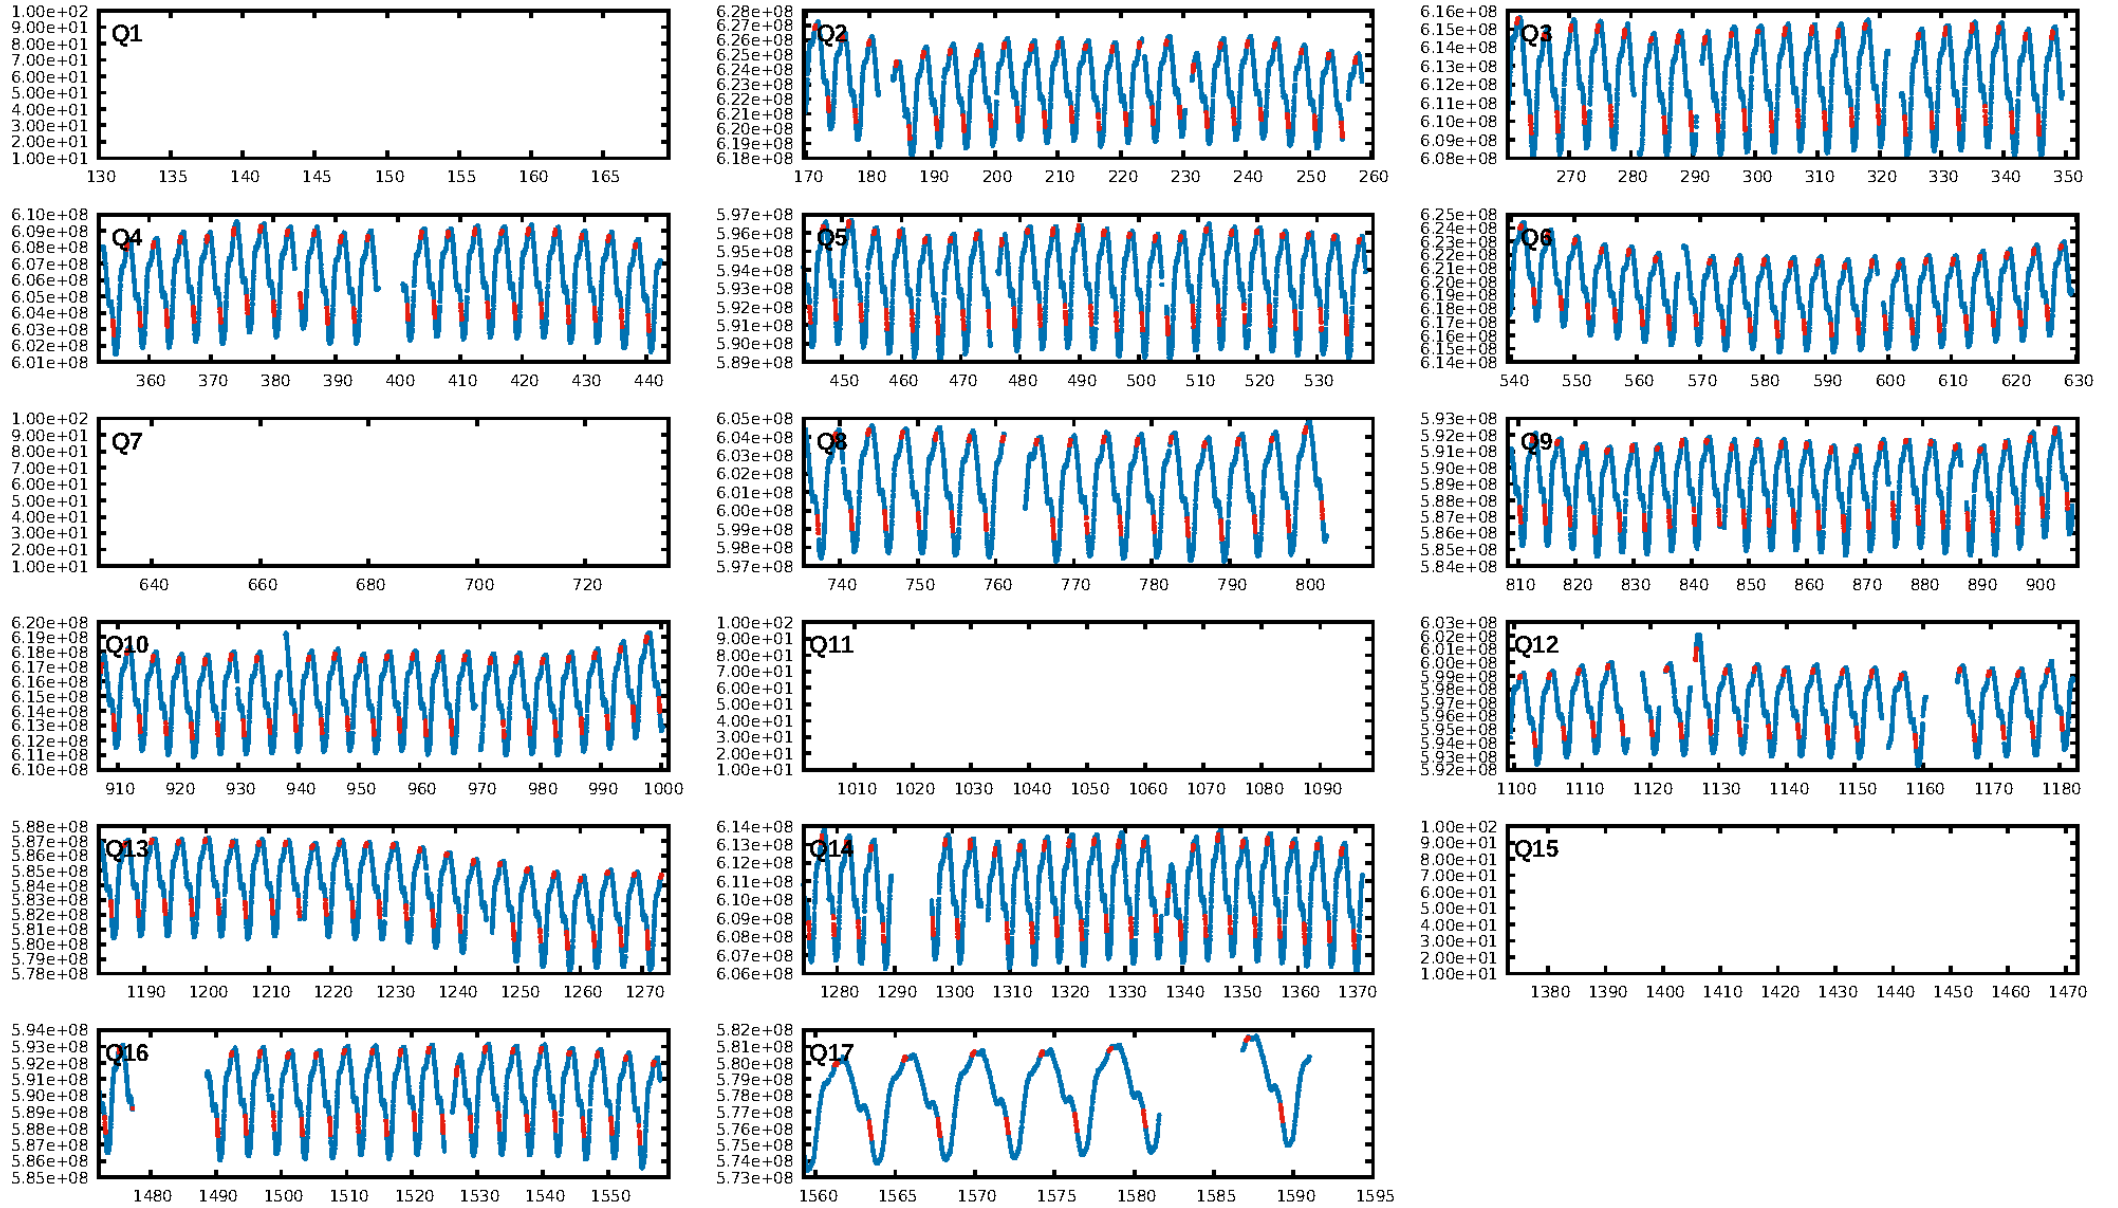 1.00e+02
9.00e+01
8.00e+01
7.00e+01
6.00e+01
5.00e+01
4.00e+01
3.00e+01
2.00e+01
1.00e+01
Q1
130 135 140 145 150 155 160 165
6.28e+08
6.27e+08
6.26e+08
6.25e+08
6.24e+08
6.23e+08
6.22e+08
6.21e+08
6.20e+08
6.19e+08
6.18e+08
Q2
170 180 190 200 210 220 230 240 250 260
6.16e+08
6.15e+08
6.14e+08
6.13e+08
6.12e+08
6.11e+08
6.10e+08
6.09e+08
6.08e+08
Q3
270 280 290 300 310 320 330 340 350
6.10e+08
6.09e+08
6.08e+08
6.07e+08
6.06e+08
6.05e+08
6.04e+08
6.03e+08
6.02e+08
6.01e+08
Q4
360 370 380 390 400 410 420 430 440
5.97e+08
5.96e+08
5.95e+08
5.94e+08
5.93e+08
5.92e+08
5.91e+08
5.90e+08
5.89e+08
Q5
450 460 470 480 490 500 510 520 530
6.25e+08
6.24e+08
6.23e+08
6.22e+08
6.21e+08
6.20e+08
6.19e+08
6.18e+08
6.17e+08
6.16e+08
6.15e+08
6.14e+08
Q6
540 550 560 570 580 590 600 610 620 630
1.00e+02
9.00e+01
8.00e+01
7.00e+01
6.00e+01
5.00e+01
4.00e+01
3.00e+01
2.00e+01
1.00e+01
Q7
640 660 680 700 720
6.05e+08
6.04e+08
6.03e+08
6.02e+08
6.01e+08
6.00e+08
5.99e+08
5.98e+08
5.97e+08
Q8
740 750 760 770 780 790 800
5.93e+08
5.92e+08
5.91e+08
5.90e+08
5.89e+08
5.88e+08
5.87e+08
5.86e+08
5.85e+08
5.84e+08
Q9
810 820 830 840 850 860 870 880 890 900
6.20e+08
6.19e+08
6.18e+08
6.17e+08
6.16e+08
6.15e+08
6.14e+08
6.13e+08
6.12e+08
6.11e+08
6.10e+08
Q10
910 920 930 940 950 960 970 980 990 1000
1.00e+02
9.00e+01
8.00e+01
7.00e+01
6.00e+01
5.00e+01
4.00e+01
3.00e+01
2.00e+01
1.00e+01
Q11
1010 1020 1030 1040 1050 1060 1070 1080 1090
6.03e+08
6.02e+08
6.01e+08
6.00e+08
5.99e+08
5.98e+08
5.97e+08
5.96e+08
5.95e+08
5.94e+08
5.93e+08
5.92e+08
Q12
1100 1110 1120 1130 1140 1150 1160 1170 1180
5.88e+08
5.87e+08
5.86e+08
5.85e+08
5.84e+08
5.83e+08
5.82e+08
5.81e+08
5.80e+08
5.79e+08
5.78e+08
Q13
1190 1200 1210 1220 1230 1240 1250 1260 1270
6.14e+08
6.13e+08
6.12e+08
6.11e+08
6.10e+08
6.09e+08
6.08e+08
6.07e+08
6.06e+08
Q14
1280 1290 1300 1310 1320 1330 1340 1350 1360 1370
1.00e+02
9.00e+01
8.00e+01
7.00e+01
6.00e+01
5.00e+01
4.00e+01
3.00e+01
2.00e+01
1.00e+01
Q15
1380 1390 1400 1410 1420 1430 1440 1450 1460 1470
5.94e+08
5.93e+08
5.92e+08
5.91e+08
5.90e+08
5.89e+08
5.88e+08
5.87e+08
5.86e+08
5.85e+08
Q16
1480 1490 1500 1510 1520 1530 1540 1550
5.82e+08
5.81e+08
5.80e+08
5.79e+08
5.78e+08
5.77e+08
5.76e+08
5.75e+08
5.74e+08
5.73e+08
Q17
1560 1565 1570 1575 1580 1585 1590 1595